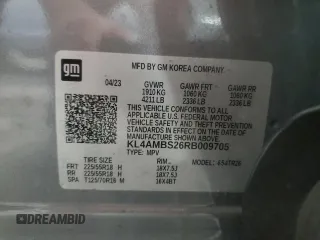 gm
MFD BY GM KOREA COMPANY
04/23 GVWR GAWR FRT GAWR RR
1910 KG 1060 KG 1060 KG
4211 LB 2336 LB 2336 LB
THIS VEHICLE CONFORMS TO ALL
APPLICABLE U.S. FEDERAL MOTOR
VEHICLE SAFETY, BUMPER, AND THEFT
PREVENTION STANDARDS IN EFFECT ON
THE DATE OF MANUFACTURE SHOWN ABOVE.
KL4AMBS26RB009705
TYPE: MPV MODEL:
TIRE SIZE RIM
FRT 225/55R18 H 18X7.5J
RR 225/55R18 H 18X7.5J
SPA T125/70R16 M 16X4BT